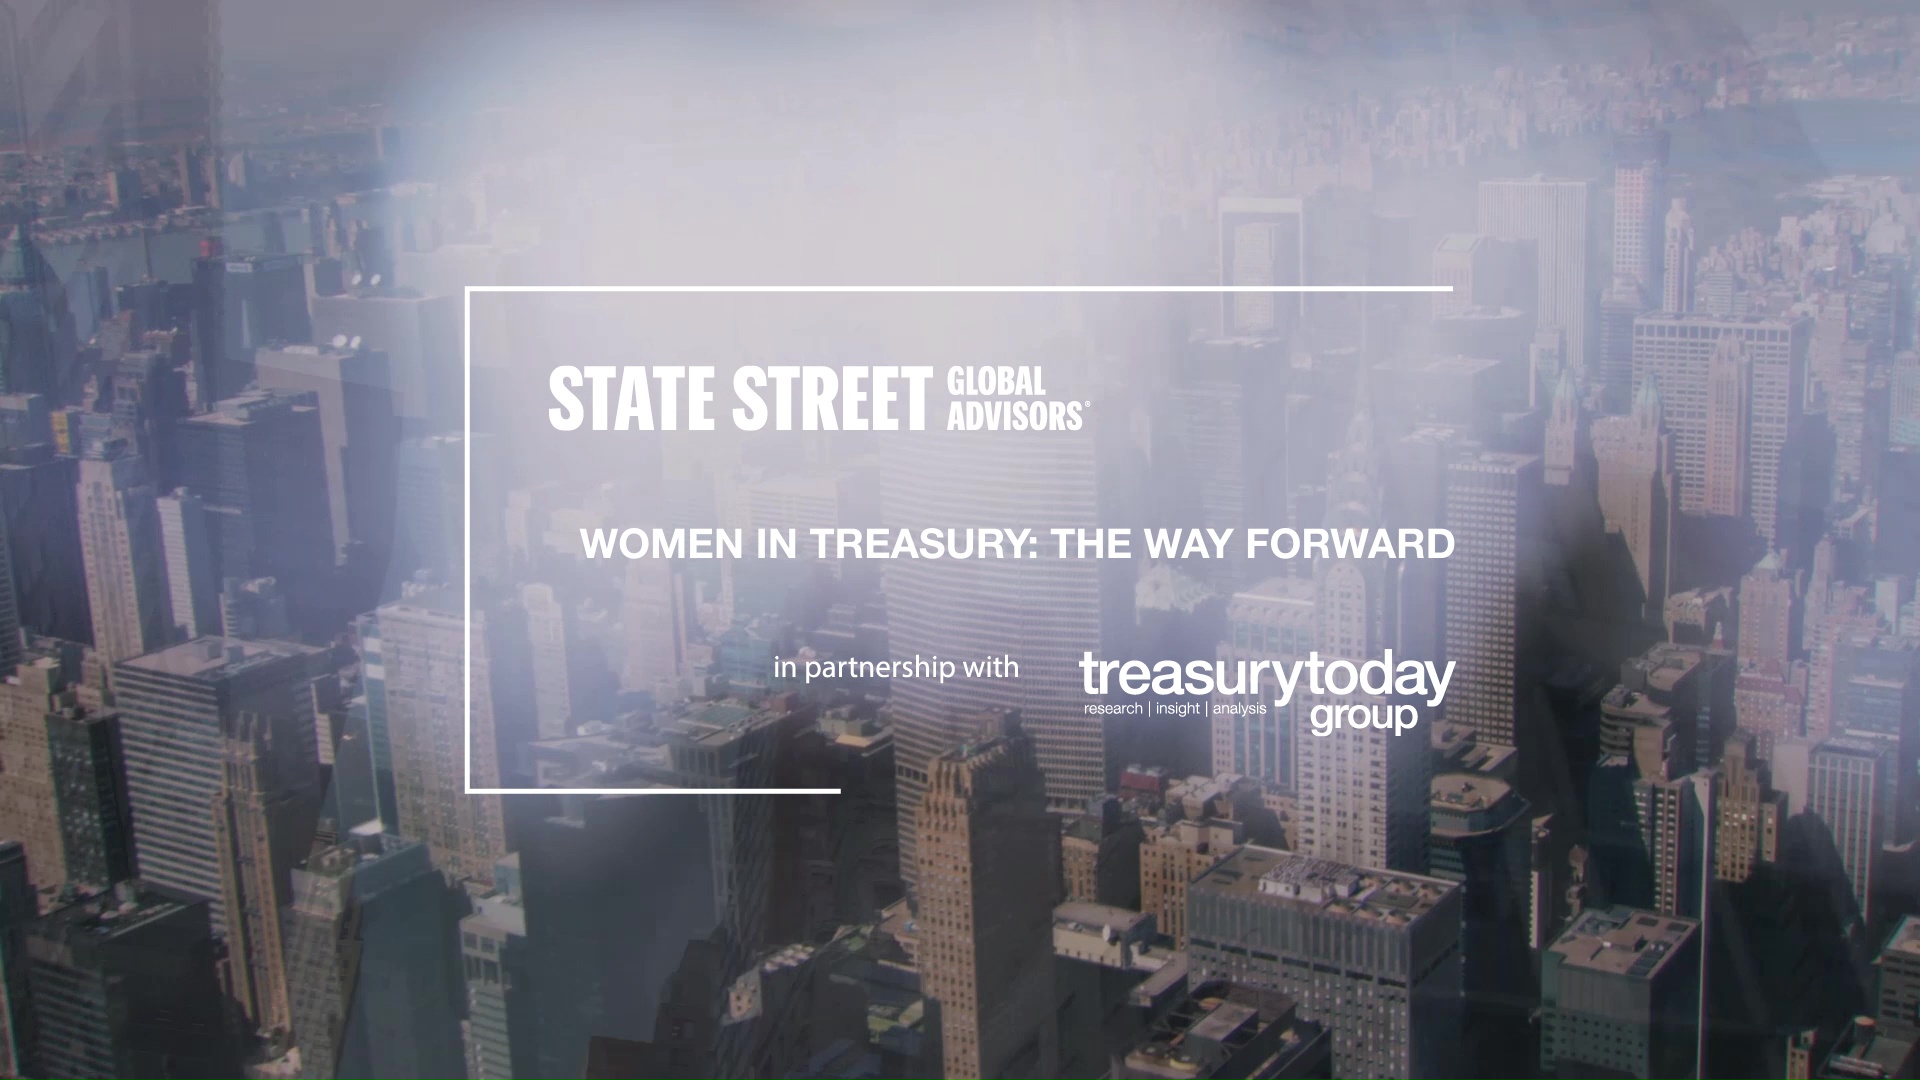 STATE STREET GLOBAL ADVISORS®
WOMEN IN TREASURY: THE WAY FORWARD
in partnership with
treasurytoday
research | insight | analysis
group